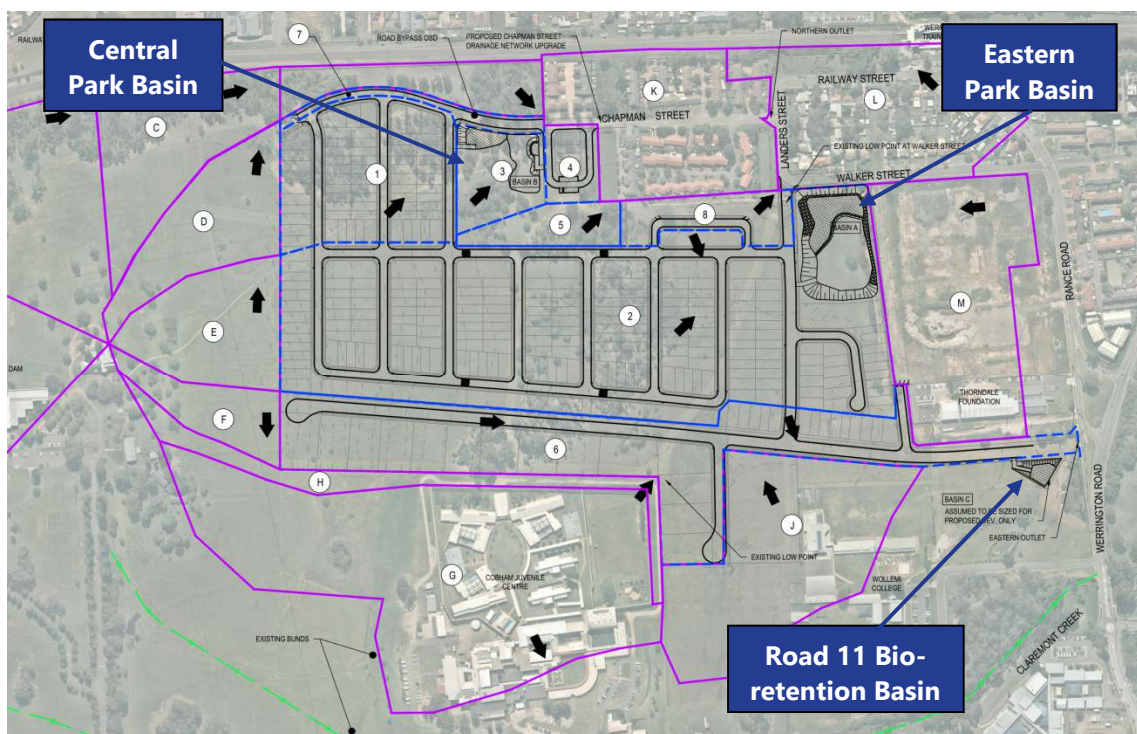 RAILWAY
Central
Park Basin
7
ROAD BYPASS OSD
PROPOSED CHAPMAN STREET
DRAINAGE NETWORK UPGRADE
NORTHERN OUTLET
TRAIN
Eastern
Park Basin
RAILWAY STREET
K
L
C
CHAPMAN STREET
LANDERS STREET
EXISTING LOW POINT AT WALKER STREET
1
3
4
BASIN B
WALKER STREET
D
5
8
BASIN A
RANCE ROAD
M
E
2
DAM
THORNDALE
FOUNDATION
F
6
H
BASIN C
ASSUMED TO BE SIZED FOR
PROPOSED DEV. ONLY
EASTERN OUTLET
WERRINGTON ROAD
J
EXISTING LOW POINT
G
COBHAM JUVENILE
CENTRE
WOLLEMI
COLLEGE
CLAREMONT CREEK
EXISTING BUNDS
Road 11 Bio-
retention Basin